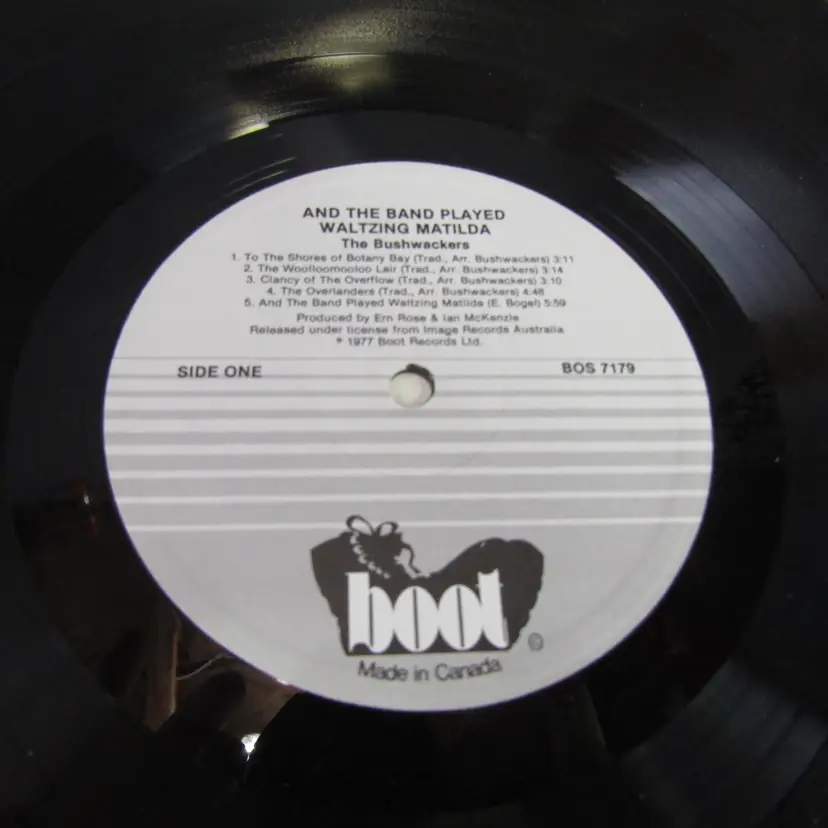 AND THE BAND PLAYED
WALTZING MATILDA
The Bushwackers
1. To The Shores of Botany Bay (Trad., Arr. Bushwackers) 3:11
2. The Woolloomooloo Lair (Trad., Arr. Bushwackers) 3:14
3. Clancy of The Overflow (Trad., Arr. Bushwackers) 3:10
4. The Overlanders (Trad., Arr. Bushwackers) 4:48
5. And The Band Played Waltzing Matilda (E. Bogel) 5:59
Produced by Ern Rose & Ian McKenzie
Released under license from Image Records Australia
℗ 1977 Boot Records Ltd.
SIDE ONE
BOS 7179
boot ©
Made in Canada